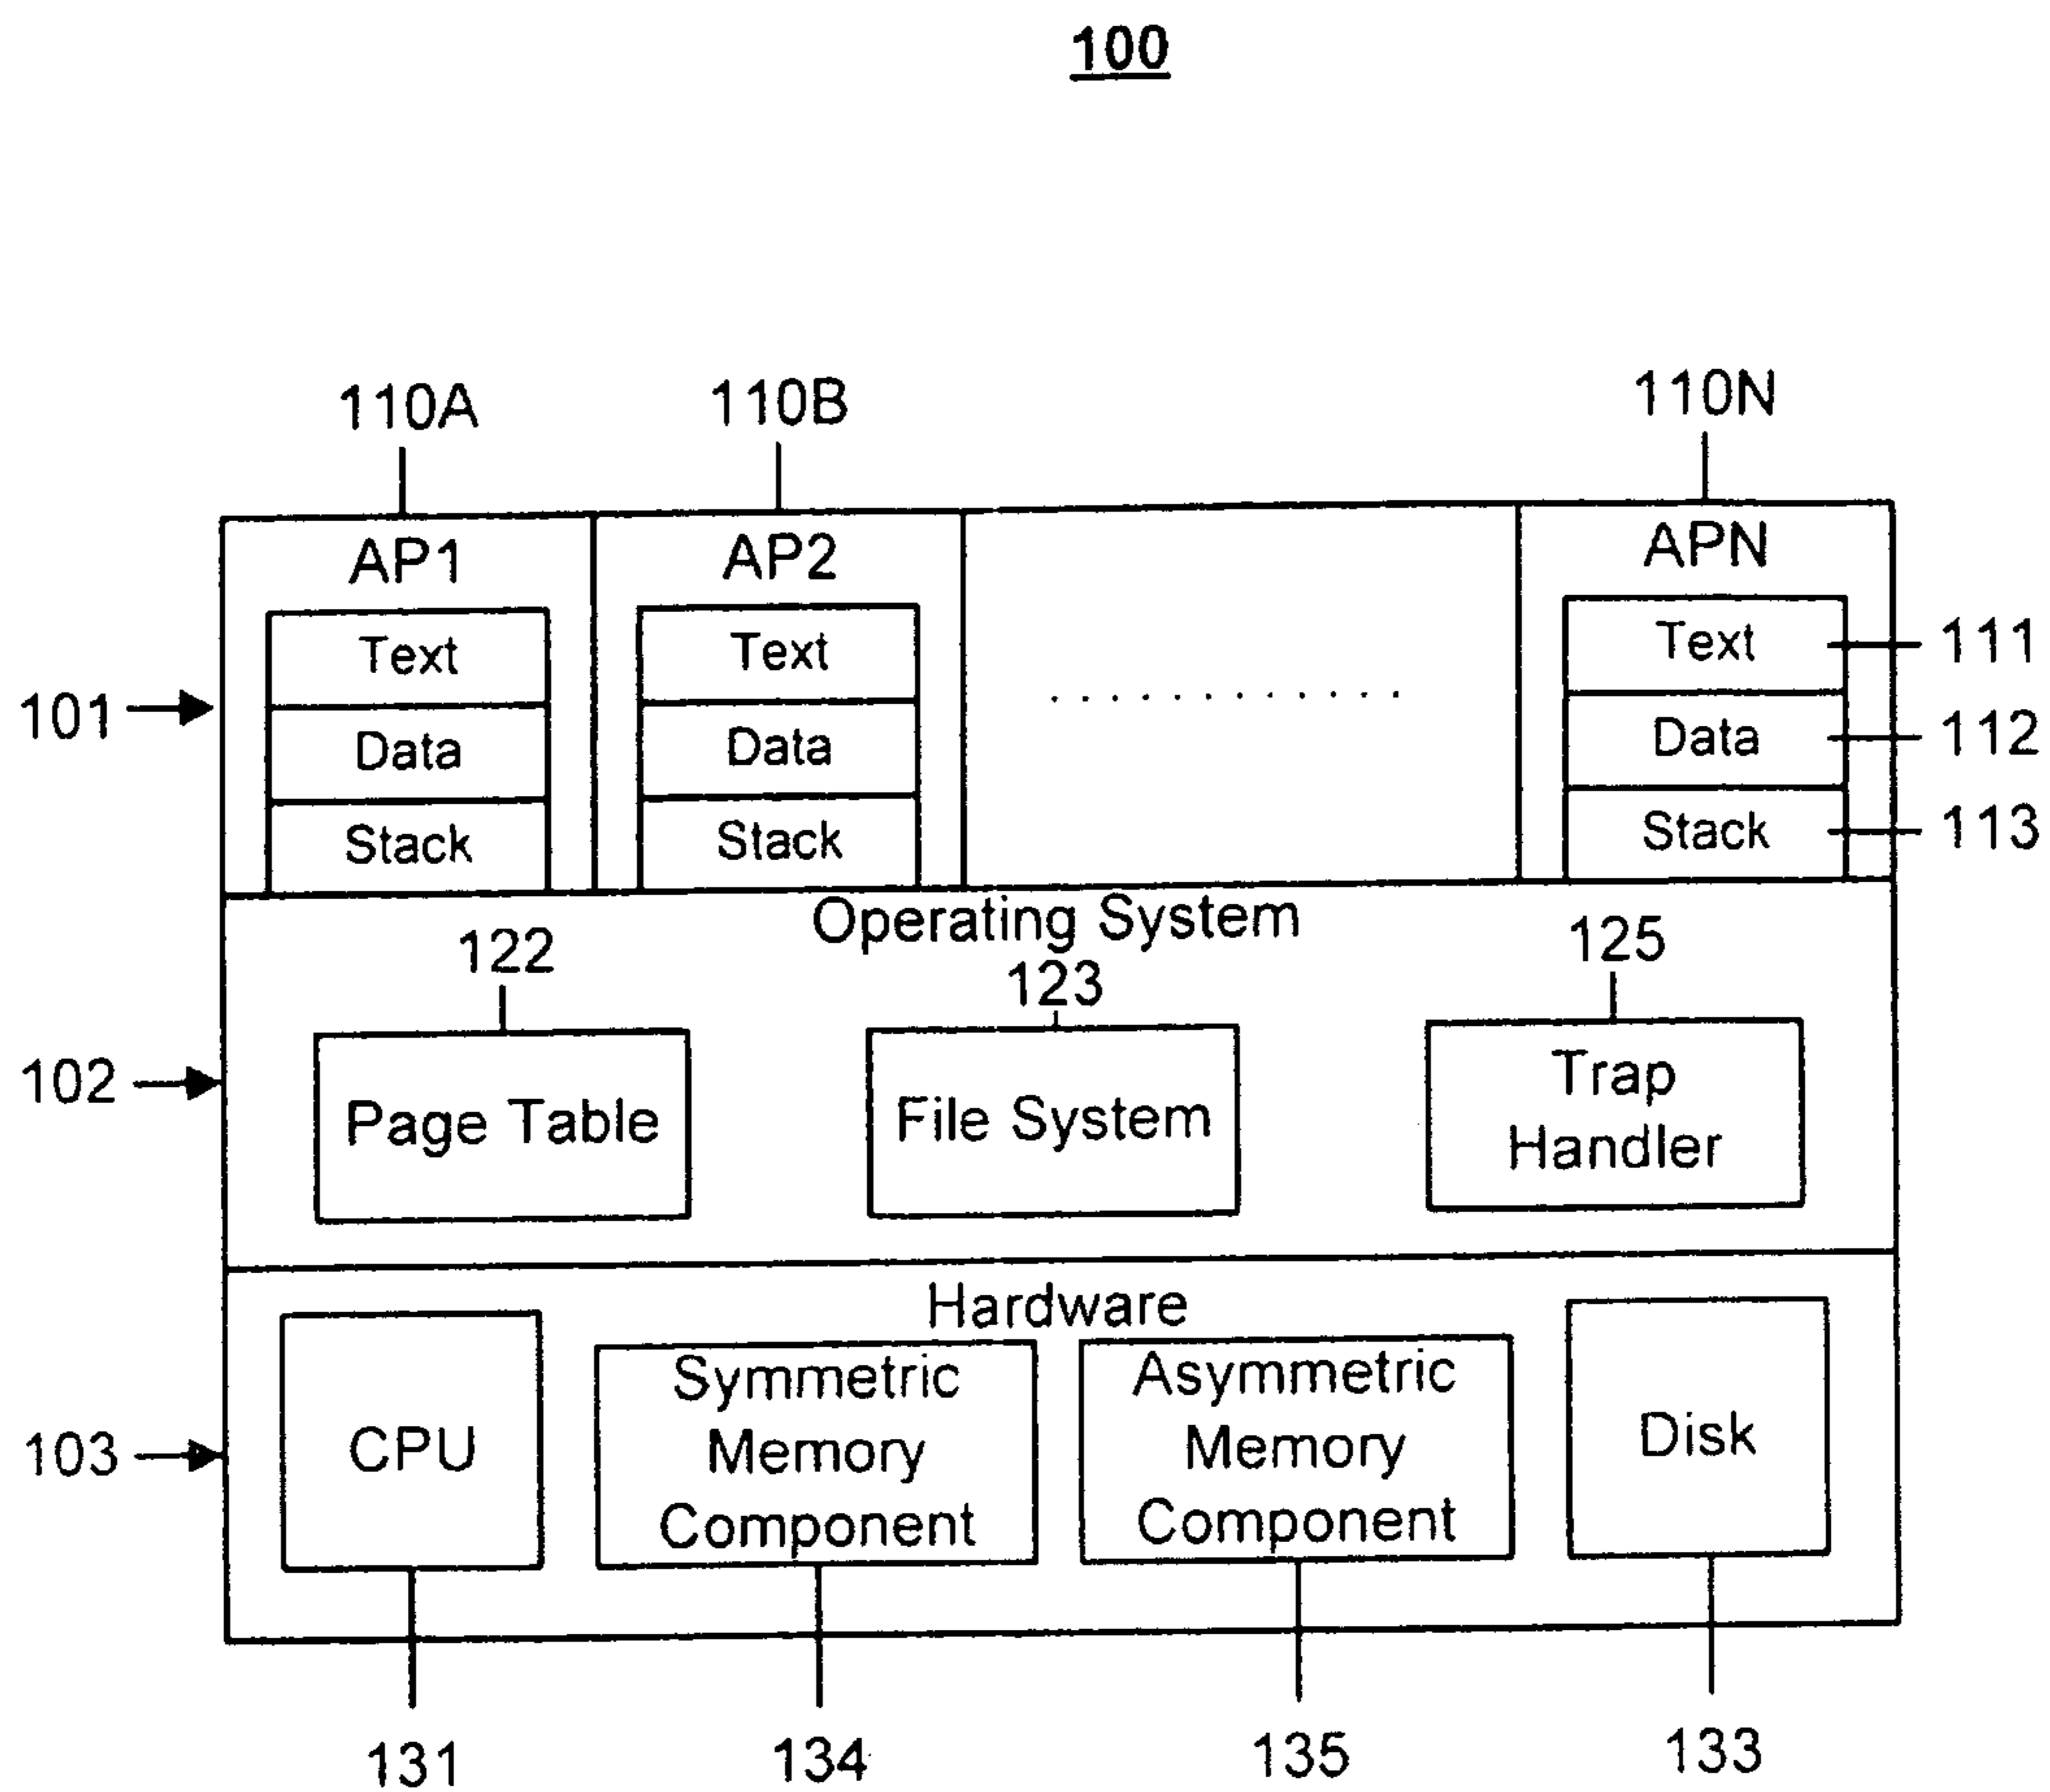 100
110A
110B
110N
AP1
AP2
APN
Text
Text
Text
111
101
Data
Data
Data
112
Stack
Stack
Stack
113
Operating System
122
123
125
102
Page Table
File System
Trap
Handler
Hardware
103
CPU
Symmetric
Memory
Component
Asymmetric
Memory
Component
Disk
131
134
135
133